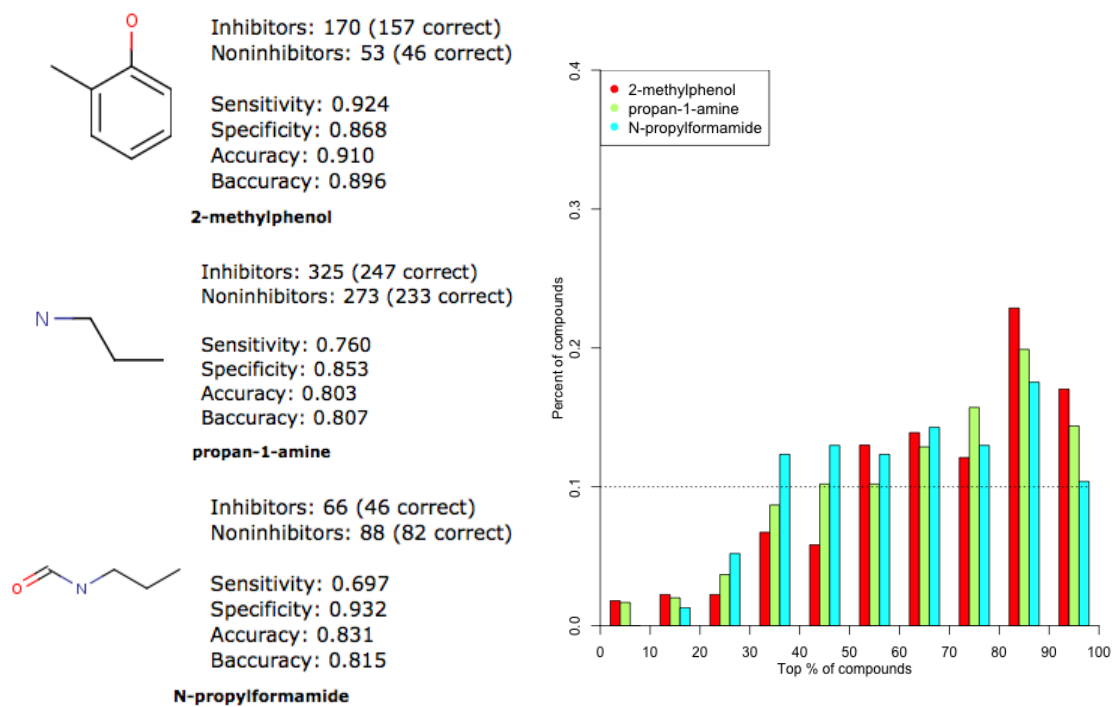 O
Inhibitors: 170 (157 correct)
Noninhibitors: 53 (46 correct)
Sensitivity: 0.924
Specificity: 0.868
Accuracy: 0.910
Baccuracy: 0.896
2-methylphenol
Inhibitors: 325 (247 correct)
Noninhibitors: 273 (233 correct)
N
Sensitivity: 0.760
Specificity: 0.853
Accuracy: 0.803
Baccuracy: 0.807
propan-1-amine
Inhibitors: 66 (46 correct)
Noninhibitors: 88 (82 correct)
O
N
Sensitivity: 0.697
Specificity: 0.932
Accuracy: 0.831
Baccuracy: 0.815
N-propylformamide
2-methylphenol
propan-1-amine
N-propylformamide
Percent of compounds
0.4
0.3
0.2
0.1
0.0
0 10 20 30 40 50 60 70 80 90 100
Top % of compounds